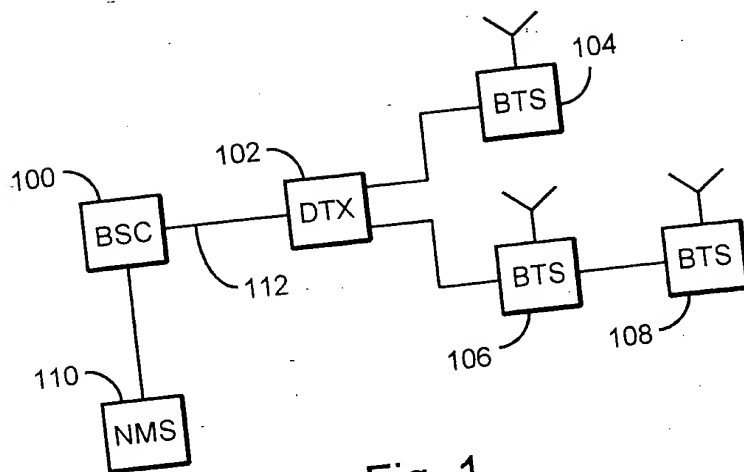 104
BTS
102
100
DTX
BSC
BTS
BTS
112
106
108
110
NMS
Fig. 1